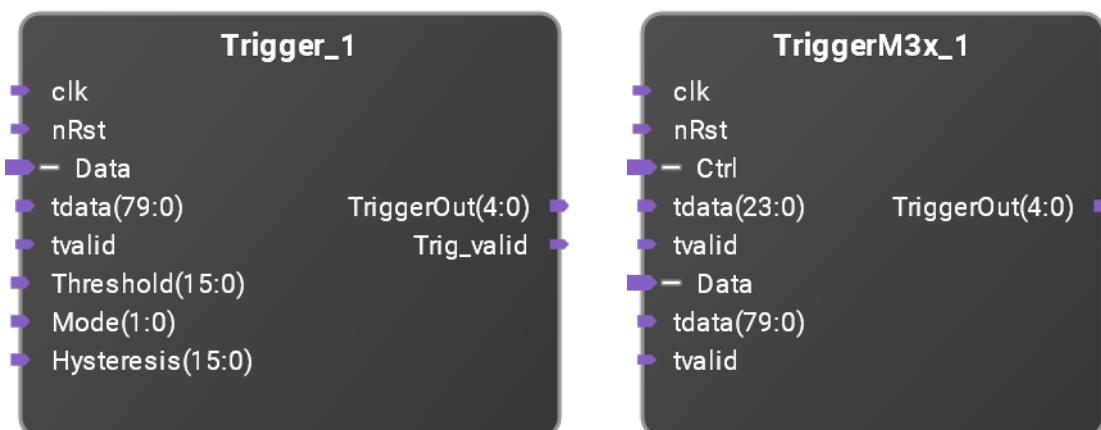 Trigger_1
clk
nRst
Data
tdata(79:0)
TriggerOut(4:0)
tvalid
Trig_valid
Threshold(15:0)
Mode(1:0)
Hysteresis(15:0)
TriggerM3x_1
clk
nRst
Ctrl
tdata(23:0)
TriggerOut(4:0)
tvalid
Data
tdata(79:0)
tvalid